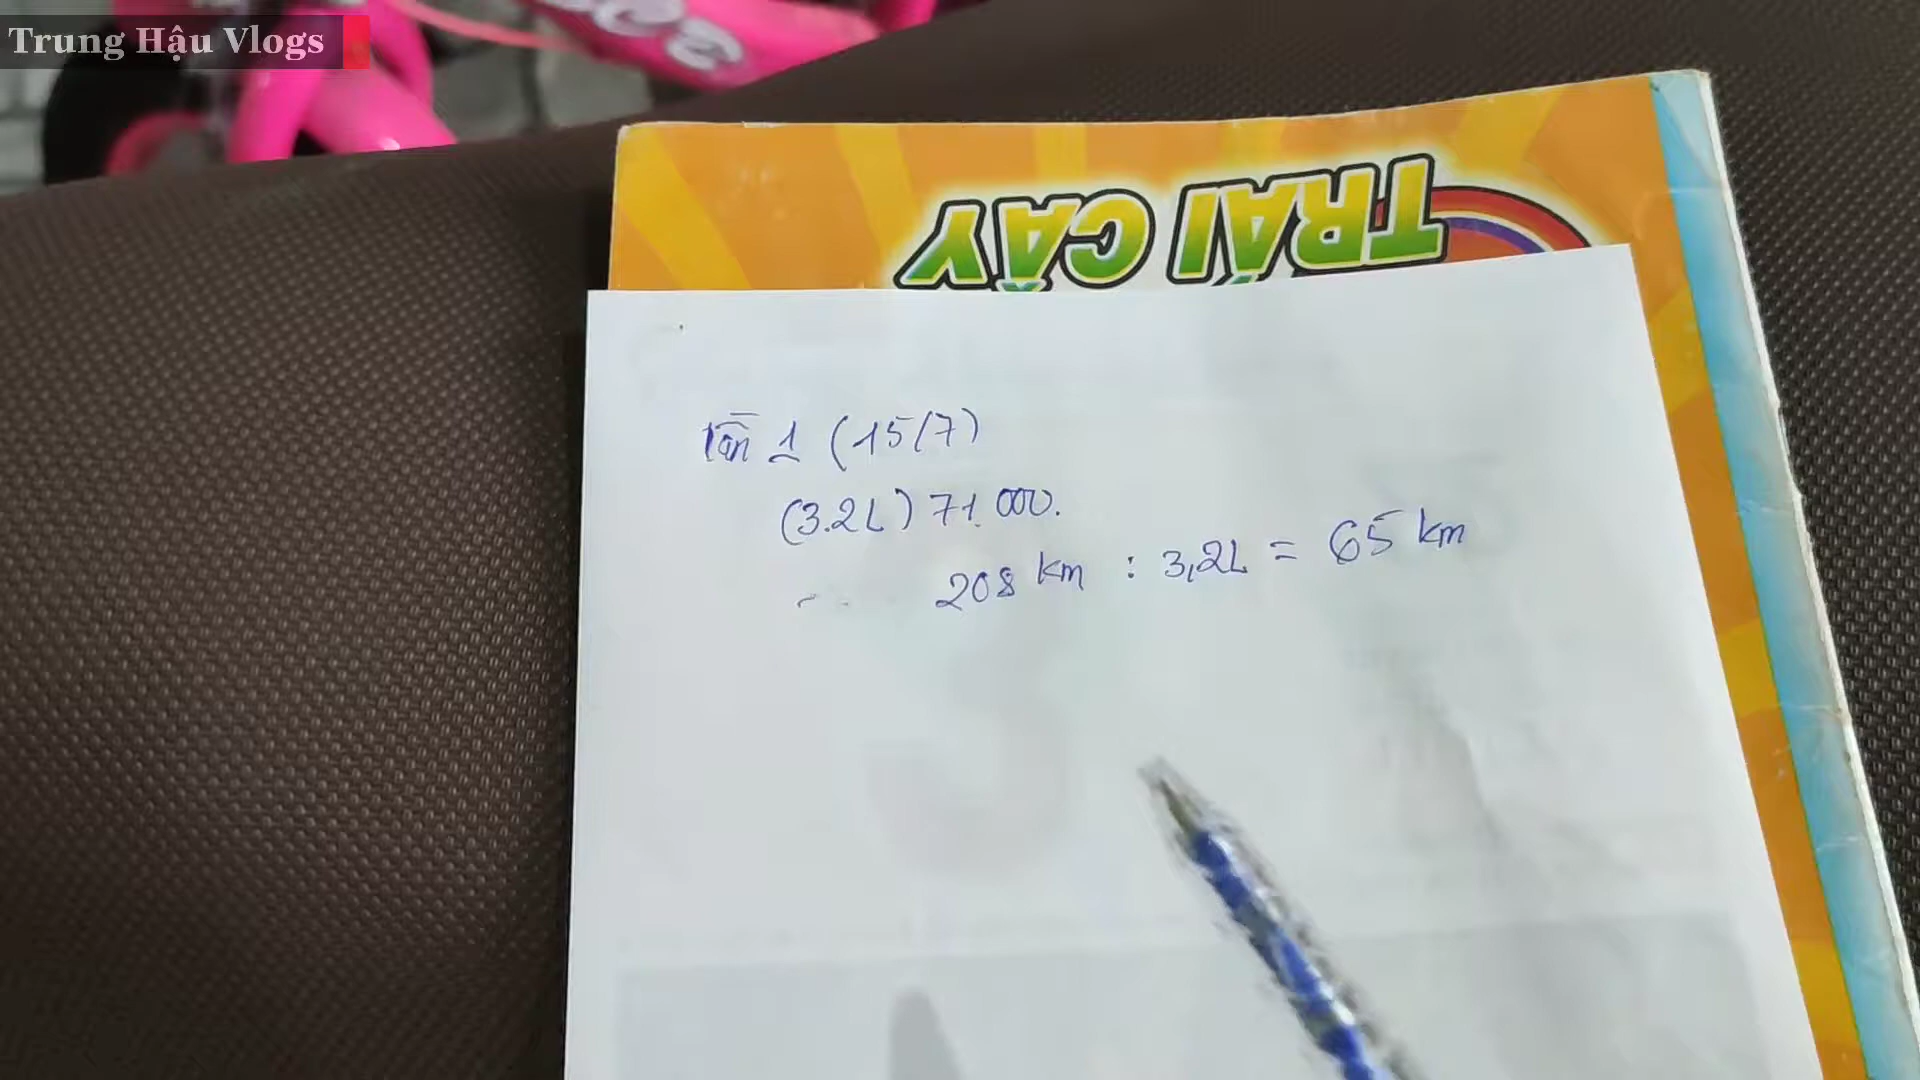 Trung Hậu Vlogs
TRÁI CÂY
Lần 1 (15/7)
(3.2L) 71.000.
208 km : 3,2L = 65 km